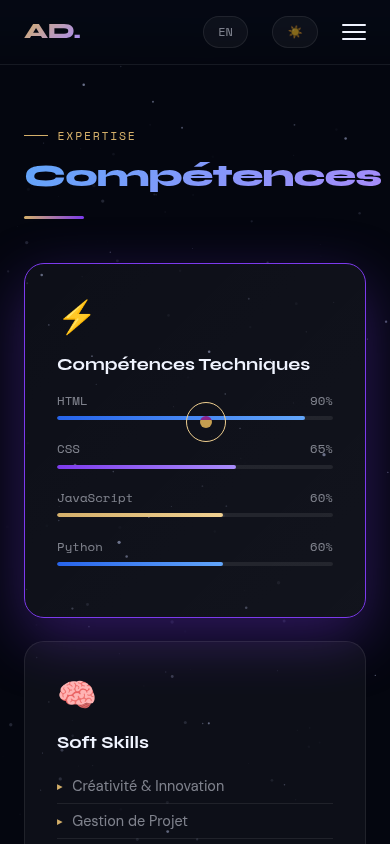 AD.
EN
EXPERTISE
Compétences
Compétences Techniques
HTML 90%
CSS 65%
JavaScript 60%
Python 60%
Soft Skills
▸ Créativité & Innovation
▸ Gestion de Projet